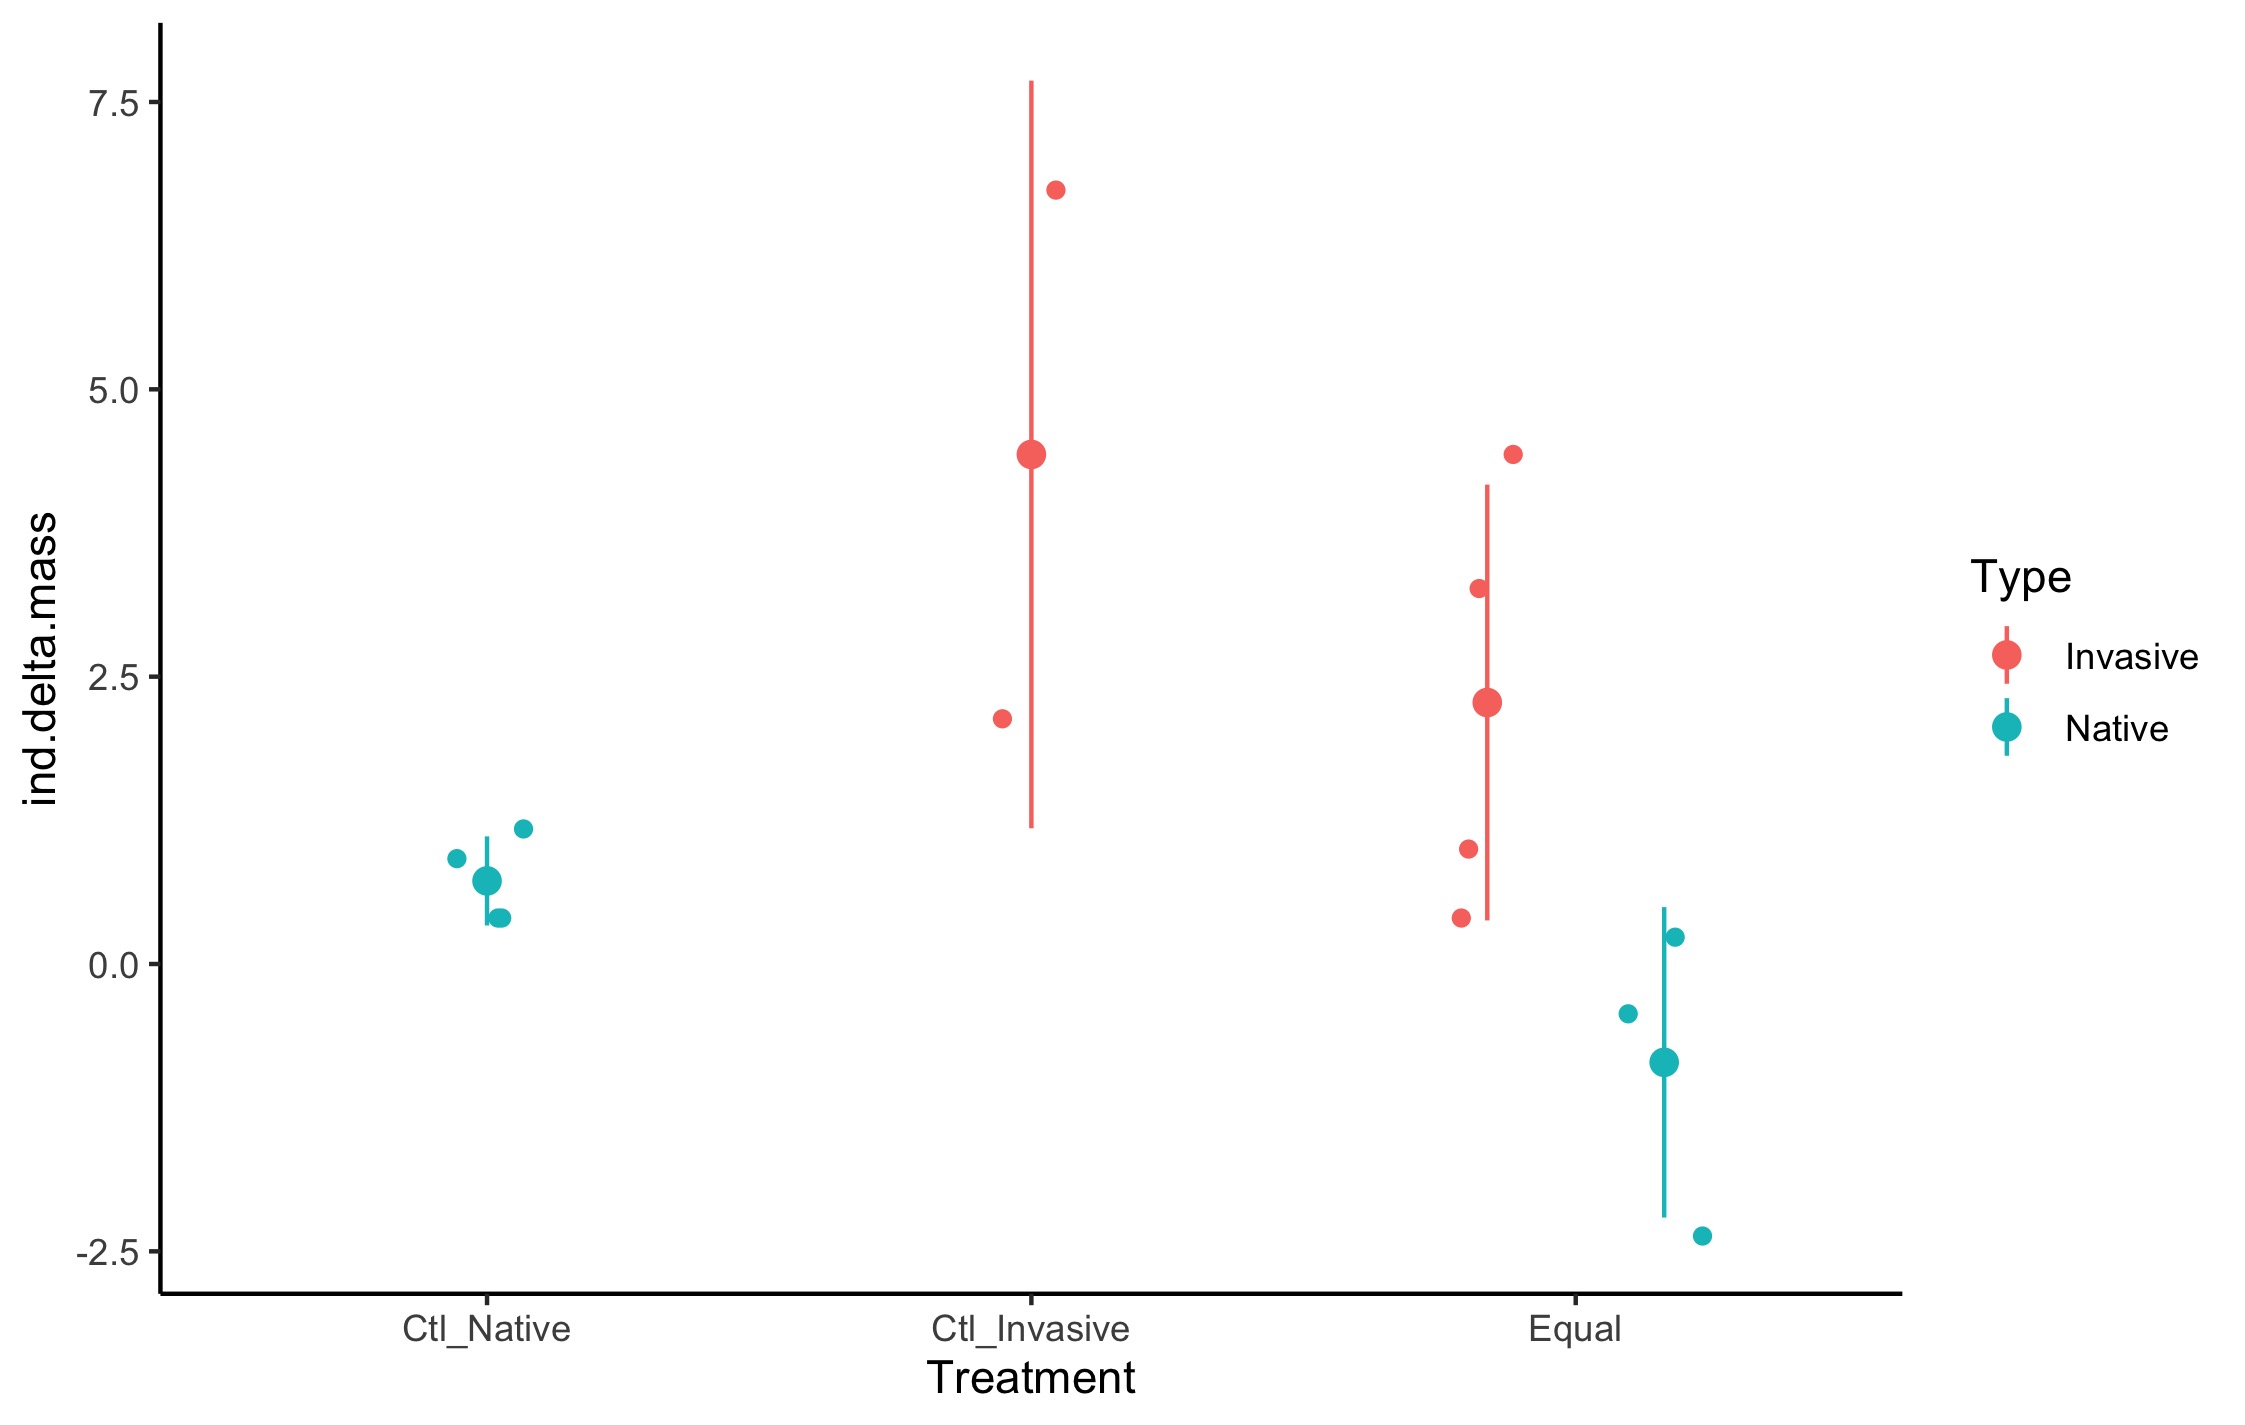 ind.delta.mass
7.5
5.0
2.5
0.0
-2.5
Ctl_Native
Ctl_Invasive
Equal
Treatment
Type
Invasive
Native